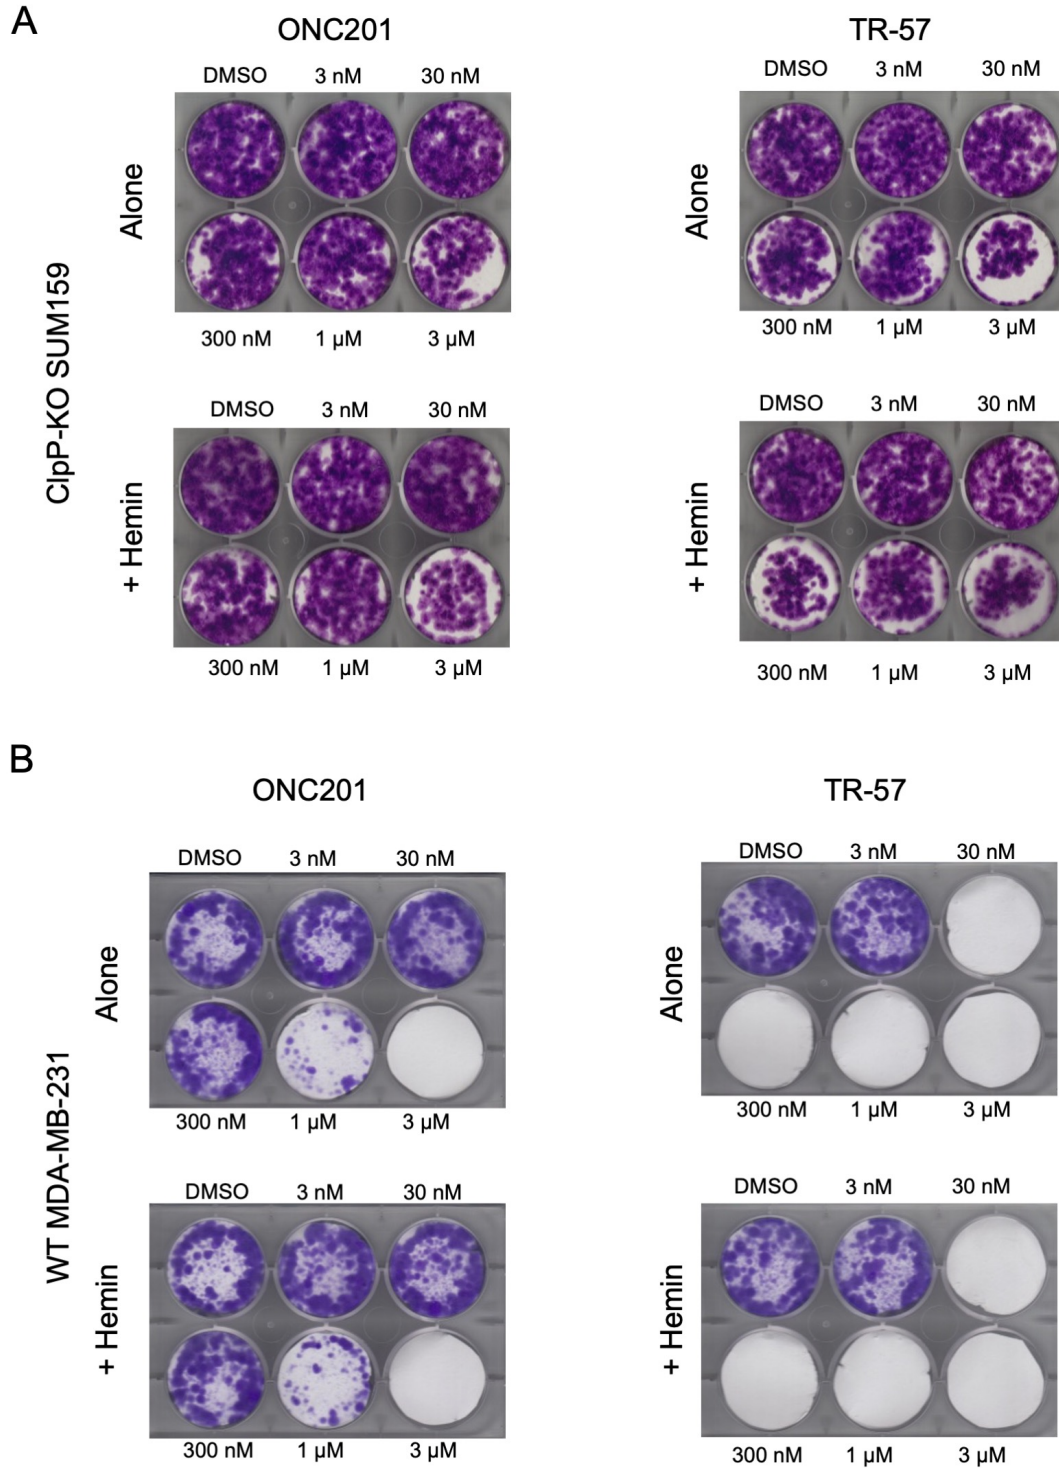 A
ONC201
TR-57
DMSO 3 nM 30 nM
DMSO 3 nM 30 nM
Alone
Alone
300 nM 1 µM 3 µM
300 nM 1 µM 3 µM
ClpP-KO SUM159
DMSO 3 nM 30 nM
DMSO 3 nM 30 nM
+ Hemin
+ Hemin
300 nM 1 µM 3 µM
300 nM 1 µM 3 µM
B
ONC201
TR-57
DMSO 3 nM 30 nM
DMSO 3 nM 30 nM
Alone
Alone
300 nM 1 µM 3 µM
300 nM 1 µM 3 µM
WT MDA-MB-231
DMSO 3 nM 30 nM
DMSO 3 nM 30 nM
+ Hemin
+ Hemin
300 nM 1 µM 3 µM
300 nM 1 µM 3 µM